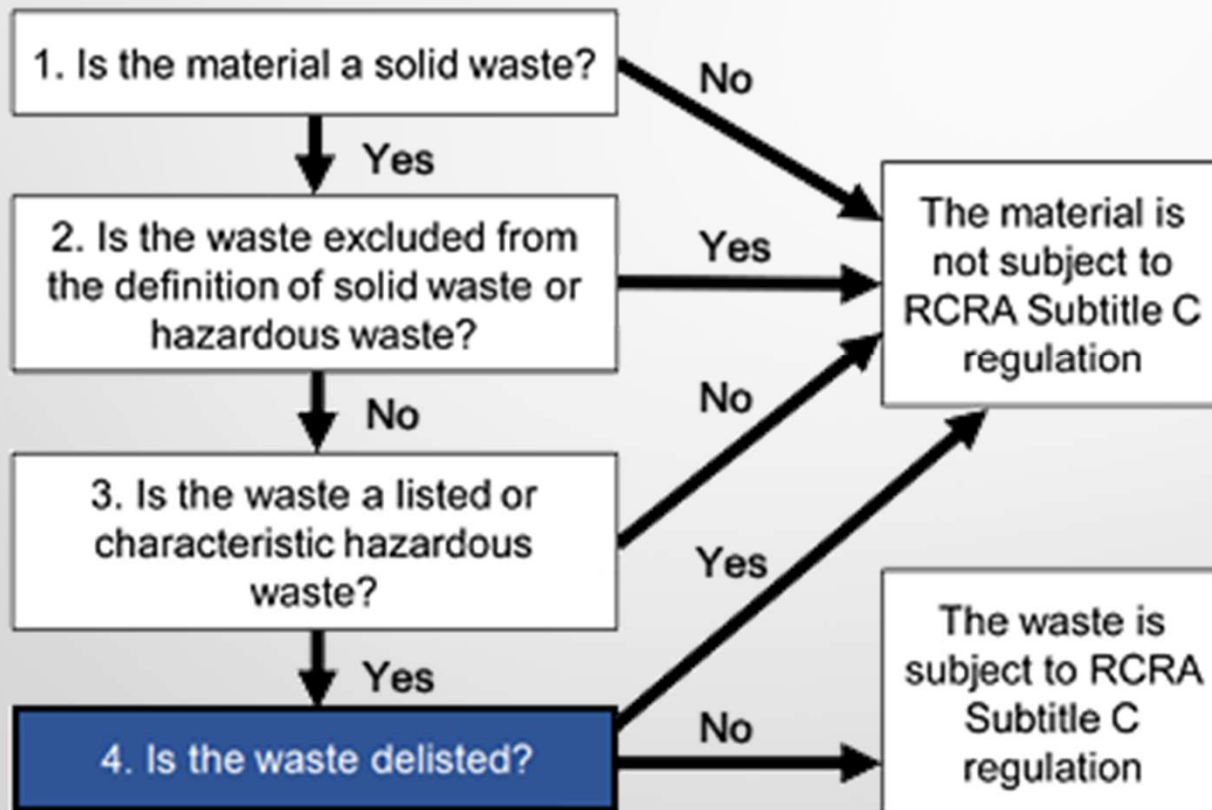 1. Is the material a solid waste?
No
Yes
2. Is the waste excluded from
the definition of solid waste or
hazardous waste?
Yes
The material is
not subject to
RCRA Subtitle C
regulation
No
No
3. Is the waste a listed or
characteristic hazardous
waste?
Yes
Yes
4. Is the waste delisted?
No
The waste is
subject to RCRA
Subtitle C
regulation